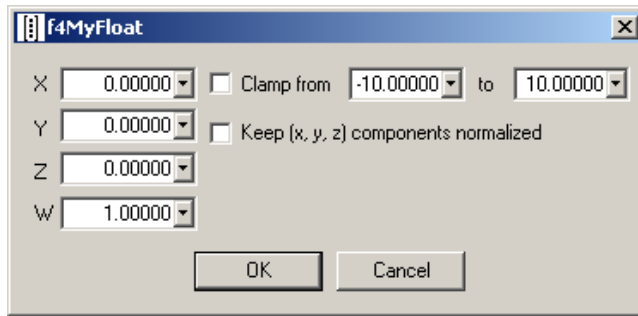 f4MyFloat
X 0.00000 Clamp from -10.00000 to 10.00000
Y 0.00000 Keep (x, y, z) components normalized
Z 0.00000
W 1.00000
OK Cancel